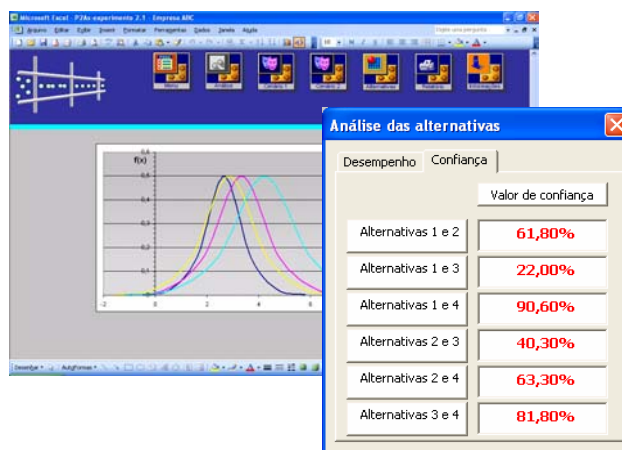 Microsoft Excel - P2As-experimento 2.1 - Empresa ABC
Arquivo Editar Exibir Inserir Formatar Ferramentas Dados Janela Ajuda
Digite uma pergunta
Menu Análise Cenário 1 Cenário 2 Alternativas Relatório Informações
f(x)
0,6
0,5
0,4
0,3
0,2
0,1
0
-2 0 2 4 6
Desenhar AutoFormas
Análise das alternativas
Desempenho Confiança
Valor de confiança
Alternativas 1 e 2 61,80%
Alternativas 1 e 3 22,00%
Alternativas 1 e 4 90,60%
Alternativas 2 e 3 40,30%
Alternativas 2 e 4 63,30%
Alternativas 3 e 4 81,80%